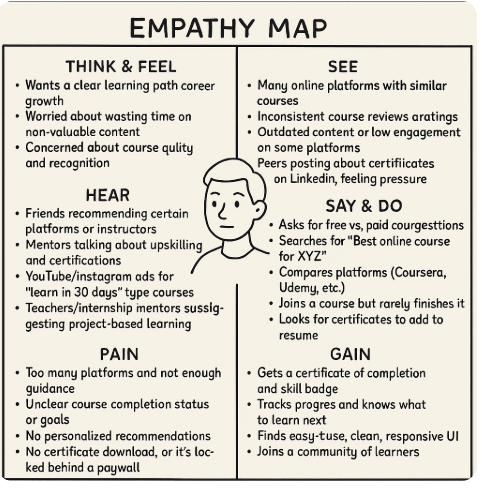 EMPATHY MAP
THINK & FEEL
• Wants a clear learning path coreer
growth
• Worried about wasting time on
non-valuable content
• Concerned about course qulity
and recognition
HEAR
• Friends recommending certain
platforms or instructors
• Mentors talking about upskilling
and certifications
• YouTube/instagram ads for
"learn in 30 days" type courses
• Teachers/internship mentors susslg-
gesting project-based learning
PAIN
• Too many platforms and not enough
guidance
• Unclear course completion status
or goals
• No personalized recommendations
• No certificate download, or it's loc-
ked behind a paywall
SEE
• Many online platforms with similar
courses
• Inconsistent course reviews aratings
• Outdated content or low engagement
on some platforms
Peers posting about certifiicates
on Linkedin, feeling pressure
SAY & DO
• Asks for free vs, paid courgesttions
• Searches for "Best online course
for XYZ"
• Compares platforms (Coursera,
Udemy, etc.)
• Joins a course but rarely finishes it
• Looks for certificates to add to
resume
GAIN
• Gets a certificate of completion
and skill badge
• Tracks progres and knows what
to learn next
• Finds easy-tuse, clean, responsive UI
• Joins a community of learners